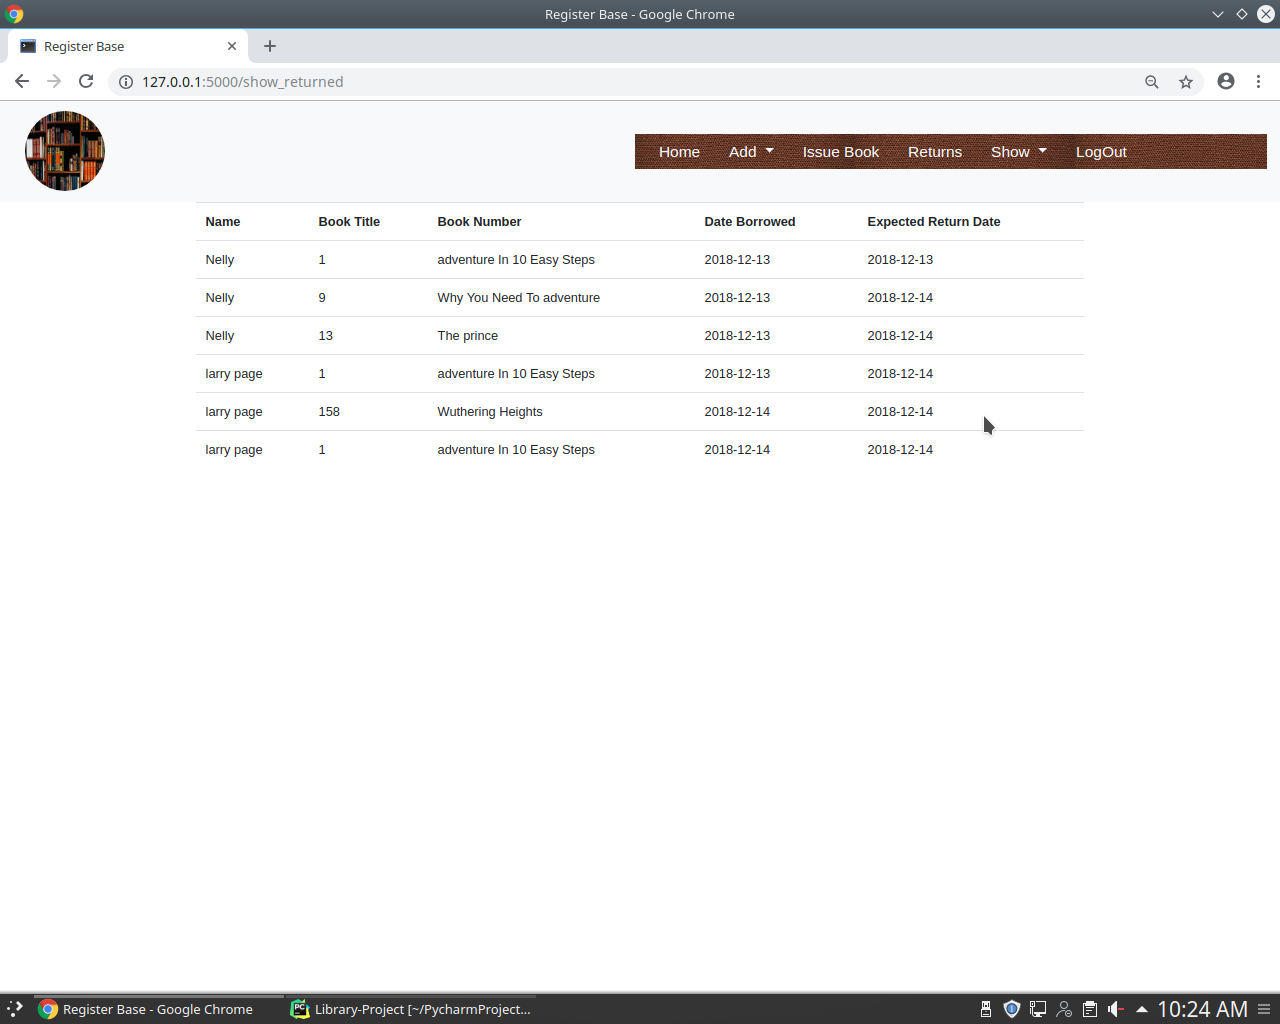 Register Base - Google Chrome
Register Base
127.0.0.1:5000/show_returned
Home Add Issue Book Returns Show LogOut
Name Book Title Book Number Date Borrowed Expected Return Date
Nelly 1 adventure In 10 Easy Steps 2018-12-13 2018-12-13
Nelly 9 Why You Need To adventure 2018-12-13 2018-12-14
Nelly 13 The prince 2018-12-13 2018-12-14
larry page 1 adventure In 10 Easy Steps 2018-12-13 2018-12-14
larry page 158 Wuthering Heights 2018-12-14 2018-12-14
larry page 1 adventure In 10 Easy Steps 2018-12-14 2018-12-14
Register Base - Google Chrome PC Library-Project [~/PycharmProject... 10:24 AM